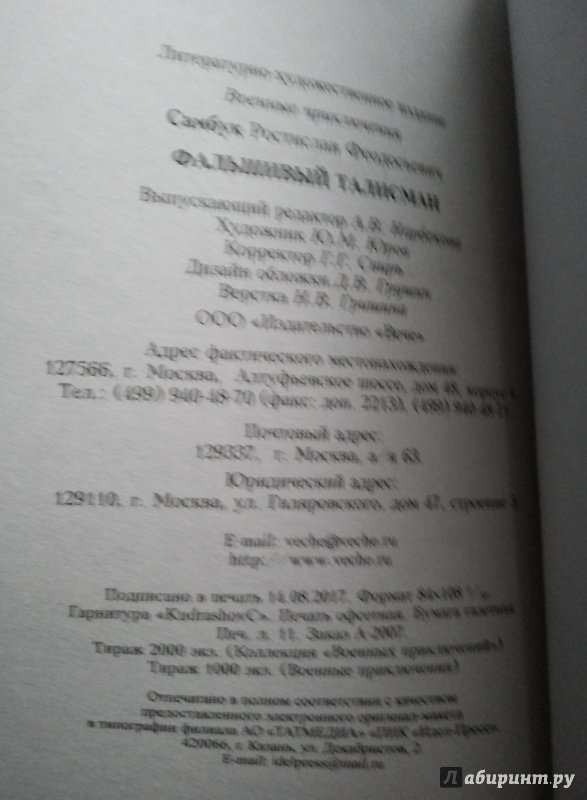 Литературно-художественное издание
Военные приключения
Самбук Ростислав Феодосьевич
ФАЛЬШИВЫЙ ТАЛИСМАН
Выпускающий редактор А.В.
Художник Ю.М. Юров
Корректор Г.Г. Свирь
Дизайн обложки Д.В. Грушин
Верстка Н.В. Гришиной
ООО «Издательство «Вече»
Адрес фактического местонахождения:
127566, г. Москва, Алтуфьевское шоссе, дом 48, корпус 1.
Тел.: (499) 940-48-70 (факс: доп. 2213), (499) 940-48-71.
Почтовый адрес:
129337, г. Москва, а/я 63.
Юридический адрес:
129110, г. Москва, ул. Гиляровского, дом 47, строение 5.
E-mail: veche@veche.ru
http://www.veche.ru
Подписано в печать 14.08.2017. Формат 84х108 1/32.
Гарнитура «KudrashovC». Печать офсетная. Бумага газетная.
Печ. л. 11. Заказ А-2007.
Тираж 2000 экз. (Коллекция «Военных приключений»)
Тираж 1000 экз. (Военные приключения)
Отпечатано в полном соответствии с качеством
предоставленного электронного оригинал-макета
в типографии филиала АО «ТАТМЕДИА» «ПИК «Идел-Пресс».
420066, г. Казань, ул. Декабристов, 2.
E-mail: idelpress@mail.ru
Лабиринт.ру